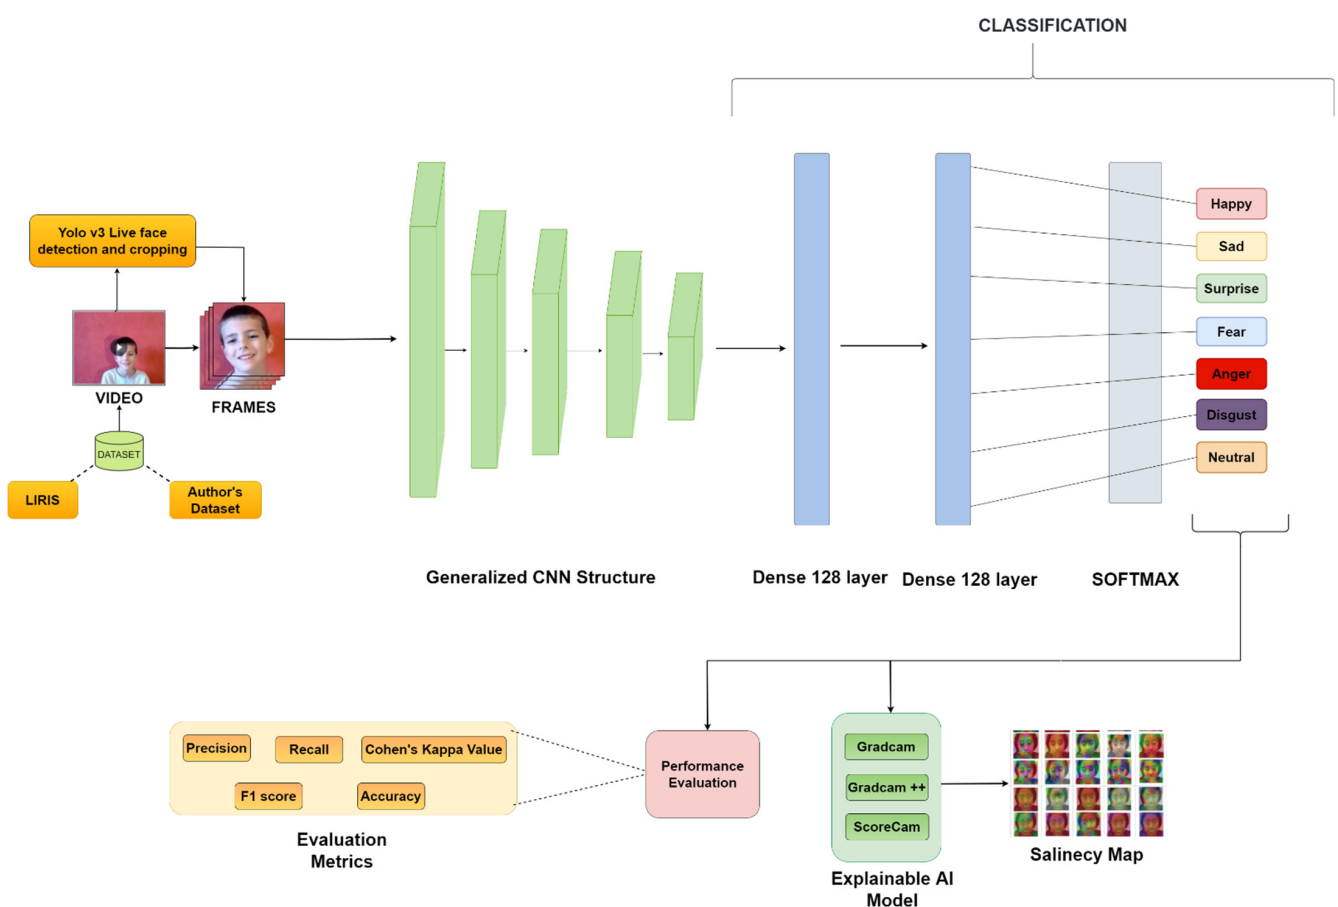 CLASSIFICATION
Yolo v3 Live face
detection and cropping
VIDEO
FRAMES
DATASET
LIRIS
Author's
Dataset
Happy
Sad
Surprise
Fear
Anger
Disgust
Neutral
Generalized CNN Structure
Dense 128 layer
Dense 128 layer
SOFTMAX
Precision
Recall
Cohen's Kappa Value
F1 score
Accuracy
Evaluation
Metrics
Performance
Evaluation
Gradcam
Gradcam ++
ScoreCam
Explainable AI
Model
Salinecy Map